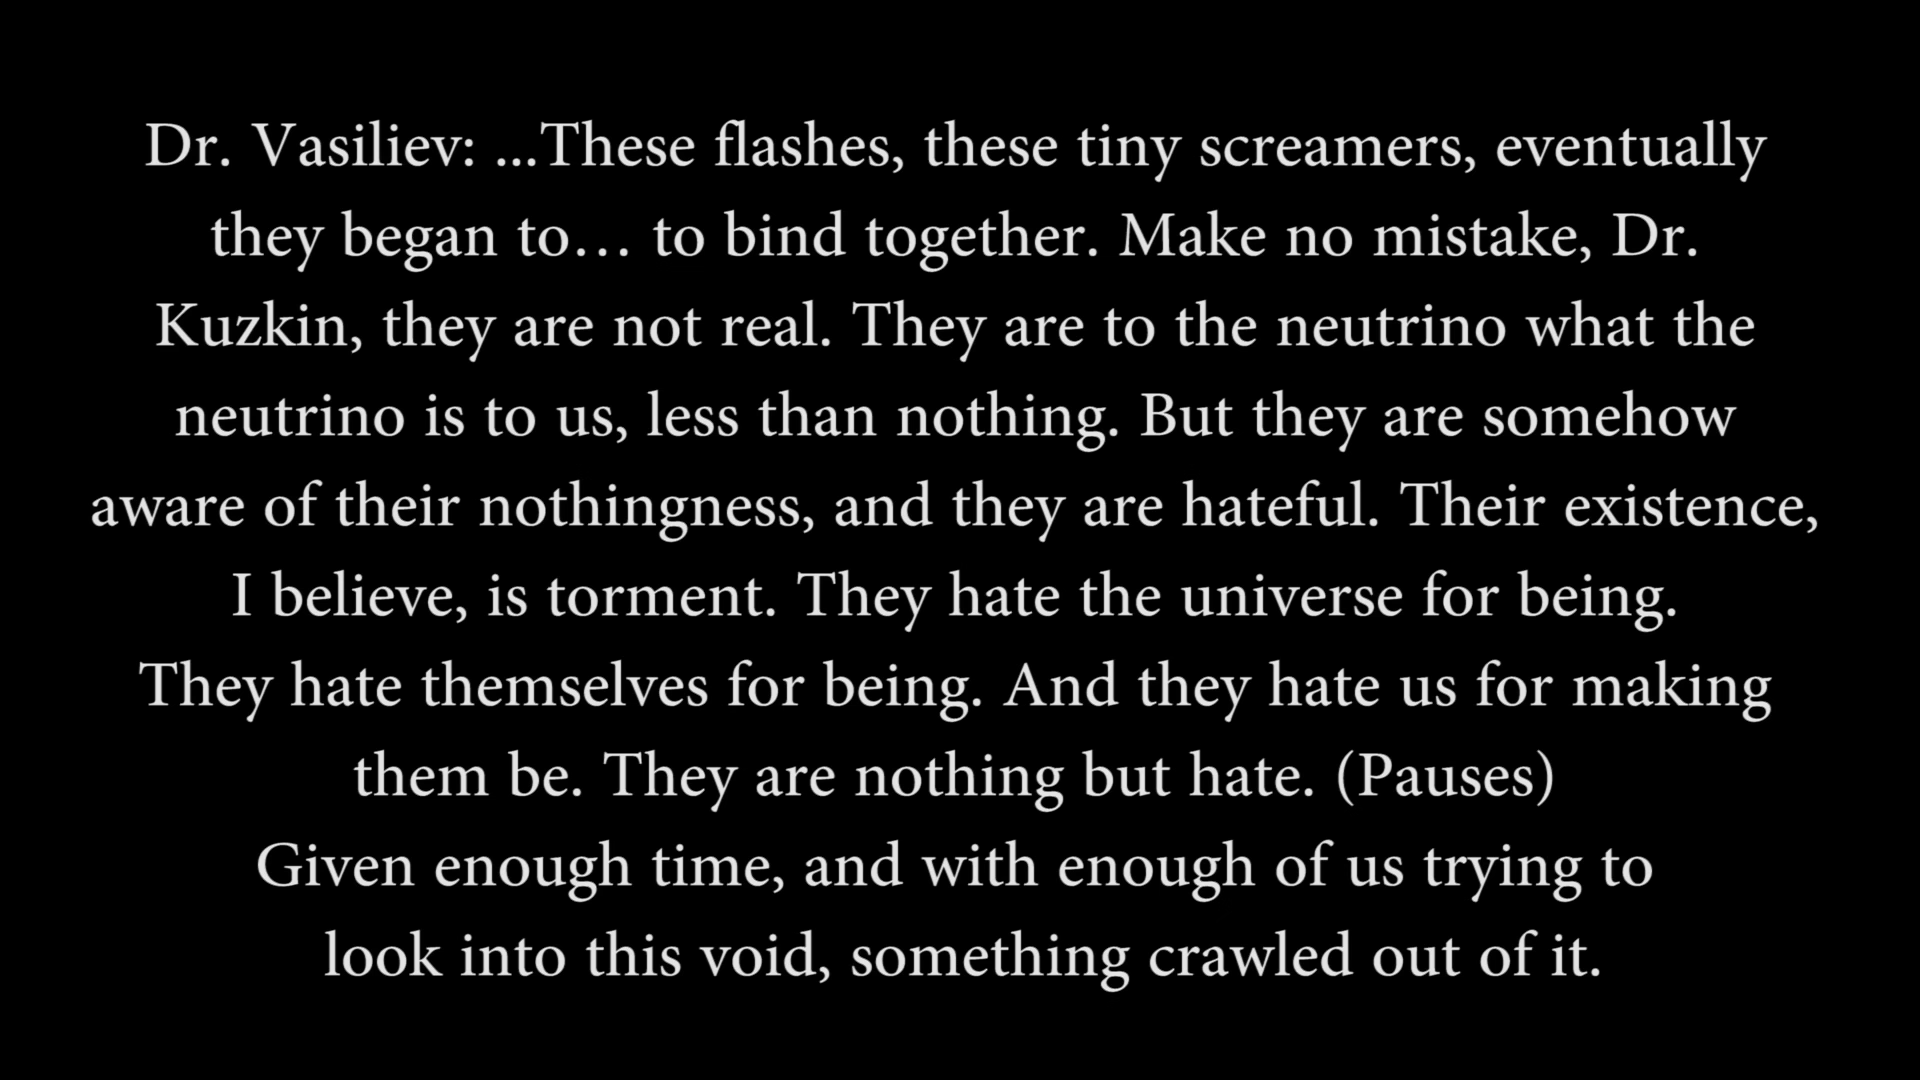 Dr. Vasiliev: ...These flashes, these tiny screamers, eventually
they began to… to bind together. Make no mistake, Dr.
Kuzkin, they are not real. They are to the neutrino what the
neutrino is to us, less than nothing. But they are somehow
aware of their nothingness, and they are hateful. Their existence,
I believe, is torment. They hate the universe for being.
They hate themselves for being. And they hate us for making
them be. They are nothing but hate. (Pauses)
Given enough time, and with enough of us trying to
look into this void, something crawled out of it.